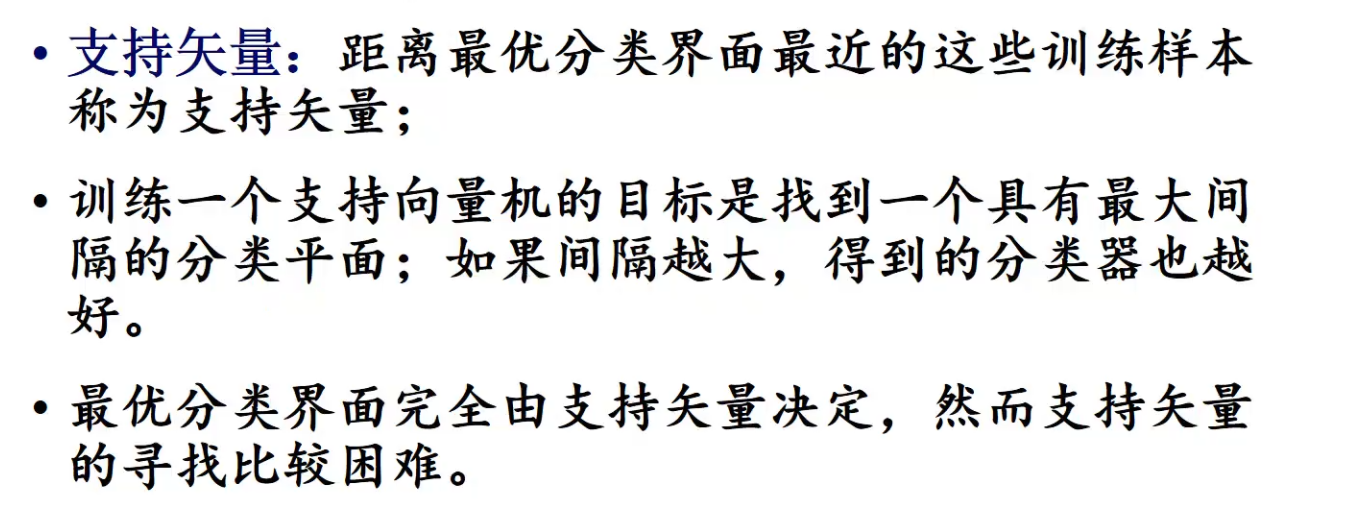 • 支持矢量：距离最优分类界面最近的这些训练样本
称为支持矢量；
• 训练一个支持向量机的目标是找到一个具有最大间
隔的分类平面；如果间隔越大，得到的分类器也越
好。
• 最优分类界面完全由支持矢量决定，然而支持矢量
的寻找比较困难。